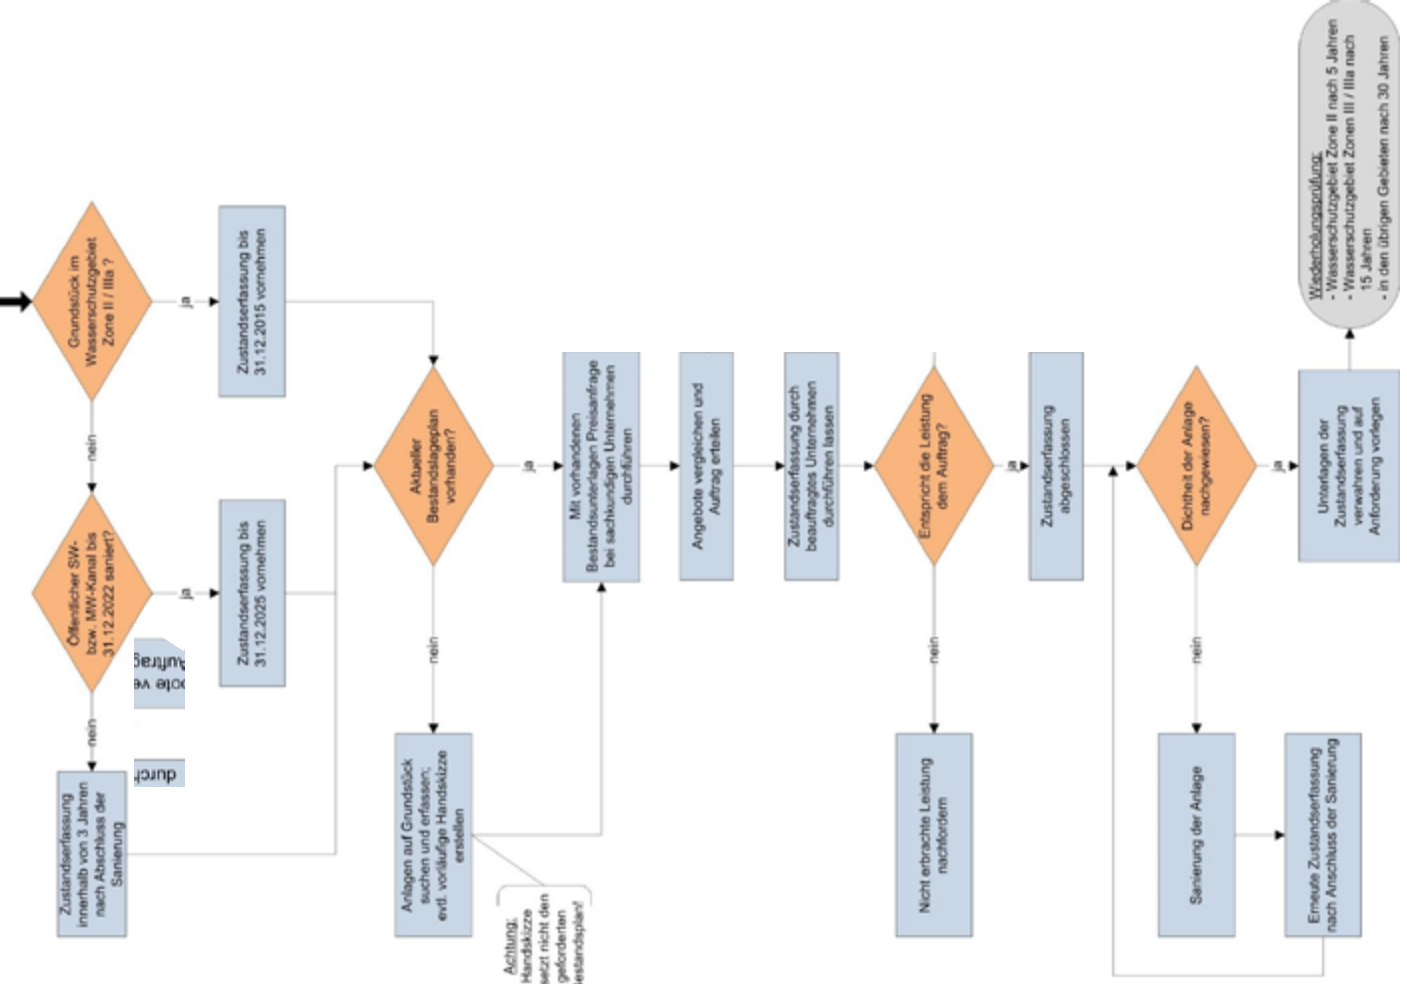 Grundstück im
Wasserschutzgebiet
Zone II / IIIa ?
ja
Zustandserfassung bis
31.12.2015 vornehmen
nein
Öffentlicher SW-
bzw. MW-Kanal bis
31.12.2022 saniert?
ja
Zustandserfassung bis
31.12.2025 vornehmen
nein
Zustandserfassung
innerhalb von 3 Jahren
nach Abschluss der
Sanierung
durch
Aktueller
Bestandslageplan
vorhanden?
nein
Anlagen auf Grundstück
suchen und erfassen;
evtl. vorläufige Handskizze
erstellen
Achtung:
Handskizze
setzt nicht den
geforderten
estandsplan!
ja
Mit vorhandenen
Bestandsunterlagen Preisanfrage
bei sachkundigen Unternehmen
durchführen
Angebote vergleichen und
Auftrag erteilen
Zustandserfassung durch
beauftragtes Unternehmen
durchführen lassen
Entspricht die Leistung
dem Auftrag?
nein
Nicht erbrachte Leistung
nachfordern
ja
Zustandserfassung
abgeschlossen
Dichtheit der Anlage
nachgewiesen?
nein
Sanierung der Anlage
Erneute Zustandserfassung
nach Anschluss der Sanierung
ja
Unterlagen der
Zustandserfassung
verwahren und auf
Anforderung vorlegen
Wiederholungsprüfung:
- Wasserschutzgebiet Zone II nach 5 Jahren
- Wasserschutzgebiet Zonen III / IIIa nach
15 Jahren
- in den übrigen Gebieten nach 30 Jahren